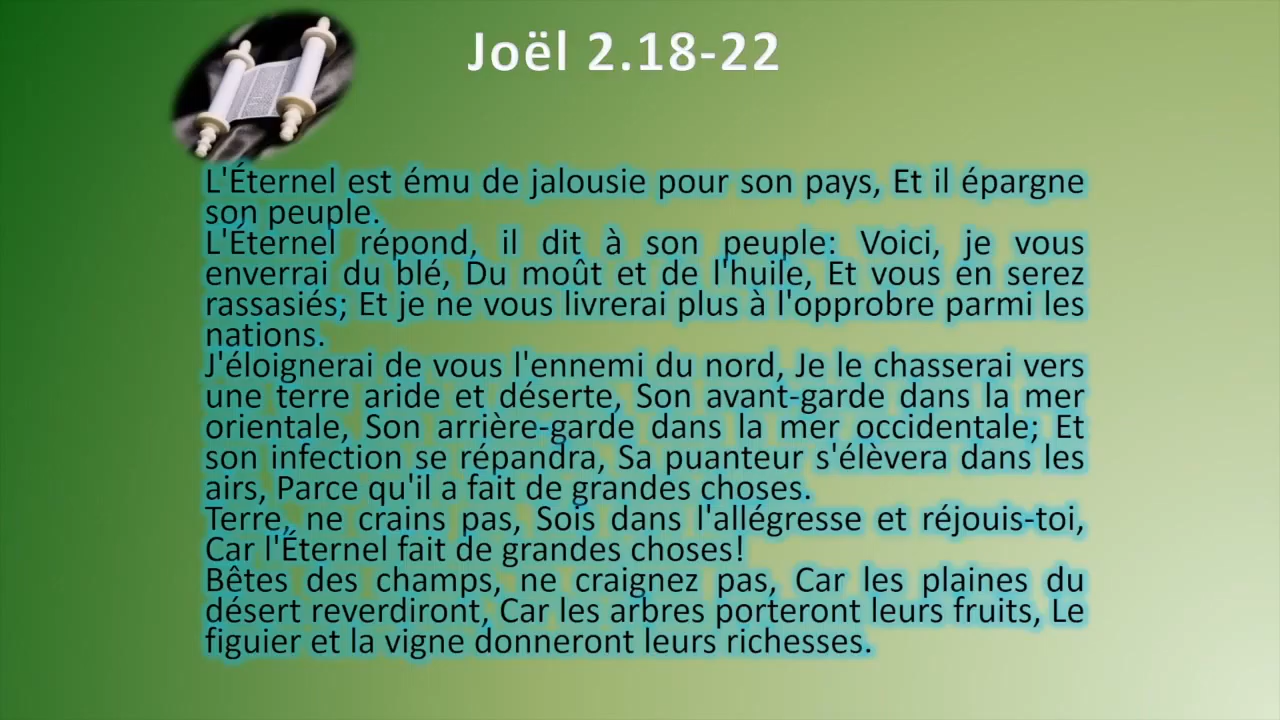 Joël 2.18-22
L'Éternel est ému de jalousie pour son pays, Et il épargne
son peuple.
L'Éternel répond, il dit à son peuple: Voici, je vous
enverrai du blé, Du moût et de l'huile, Et vous en serez
rassasiés; Et je ne vous livrerai plus à l'opprobre parmi les
nations.
J'éloignerai de vous l'ennemi du nord, Je le chasserai vers
une terre aride et déserte, Son avant-garde dans la mer
orientale, Son arrière-garde dans la mer occidentale; Et
son infection se répandra, Sa puanteur s'élèvera dans les
airs, Parce qu'il a fait de grandes choses.
Terre, ne crains pas, Sois dans l'allégresse et réjouis-toi,
Car l'Éternel fait de grandes choses!
Bêtes des champs, ne craignez pas, Car les plaines du
désert reverdiront, Car les arbres porteront leurs fruits, Le
figuier et la vigne donneront leurs richesses.